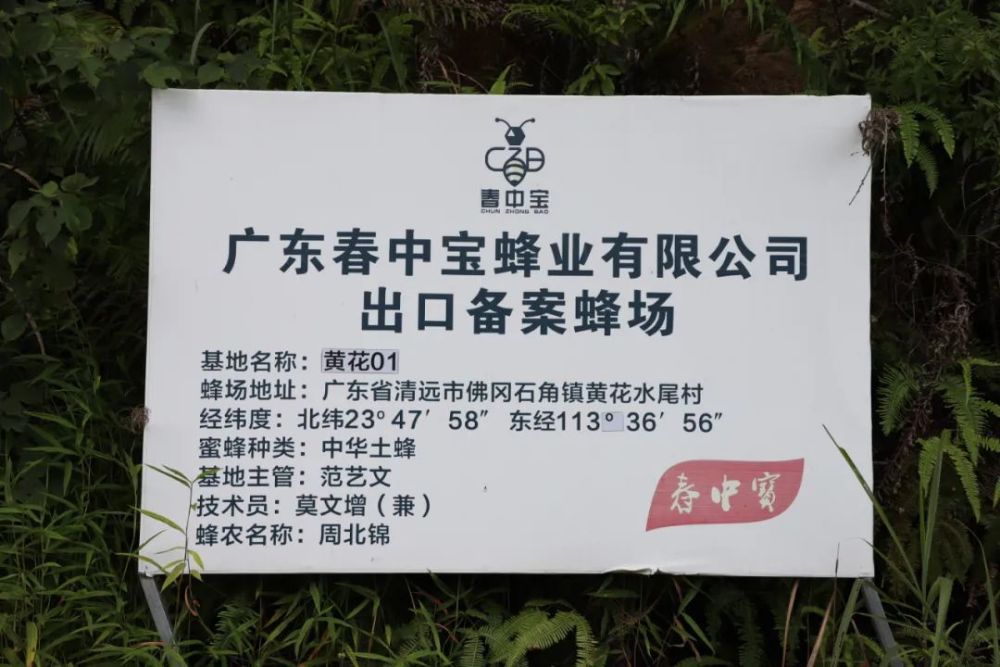 CZB
春中宝
CHUN ZHONG BAO
广东春中宝蜂业有限公司
出口备案蜂场
基地名称：黄花01
蜂场地址：广东省清远市佛冈石角镇黄花水尾村
经纬度：北纬23°47′58″ 东经113°36′56″
蜜蜂种类：中华土蜂
基地主管：范艺文
技术员：莫文增（兼）
蜂农名称：周北锦
春中寶